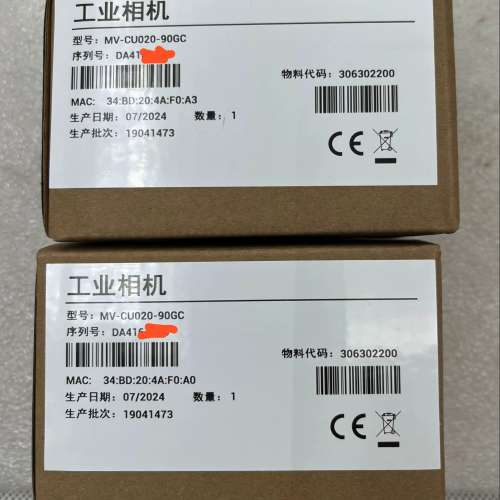 工业相机
型号: MV-CU020-90GC
序列号: DA41
物料代码: 306302200
MAC: 34:BD:20:4A:F0:A3
生产日期: 07/2024 数量: 1
生产批次: 19041473
CE
工业相机
型号: MV-CU020-90GC
序列号: DA416
物料代码: 306302200
MAC: 34:BD:20:4A:F0:A0
生产日期: 07/2024 数量: 1
生产批次: 19041473
CE